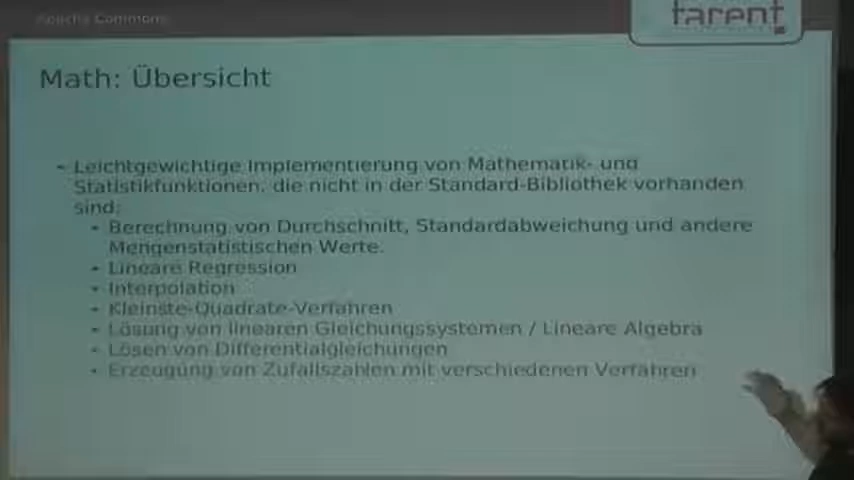 Apache Commons
tarent
Math: Übersicht
- Leichtgewichtige Implementierung von Mathematik- und
Statistikfunktionen, die nicht in der Standard-Bibliothek vorhanden
sind:
- Berechnung von Durchschnitt, Standardabweichung und andere
Mengenstatistischen Werte.
- Lineare Regression
- Interpolation
- Kleinste-Quadrate-Verfahren
- Lösung von linearen Gleichungssystemen / Lineare Algebra
- Lösen von Differentialgleichungen
- Erzeugung von Zufallszahlen mit verschiedenen Verfahren